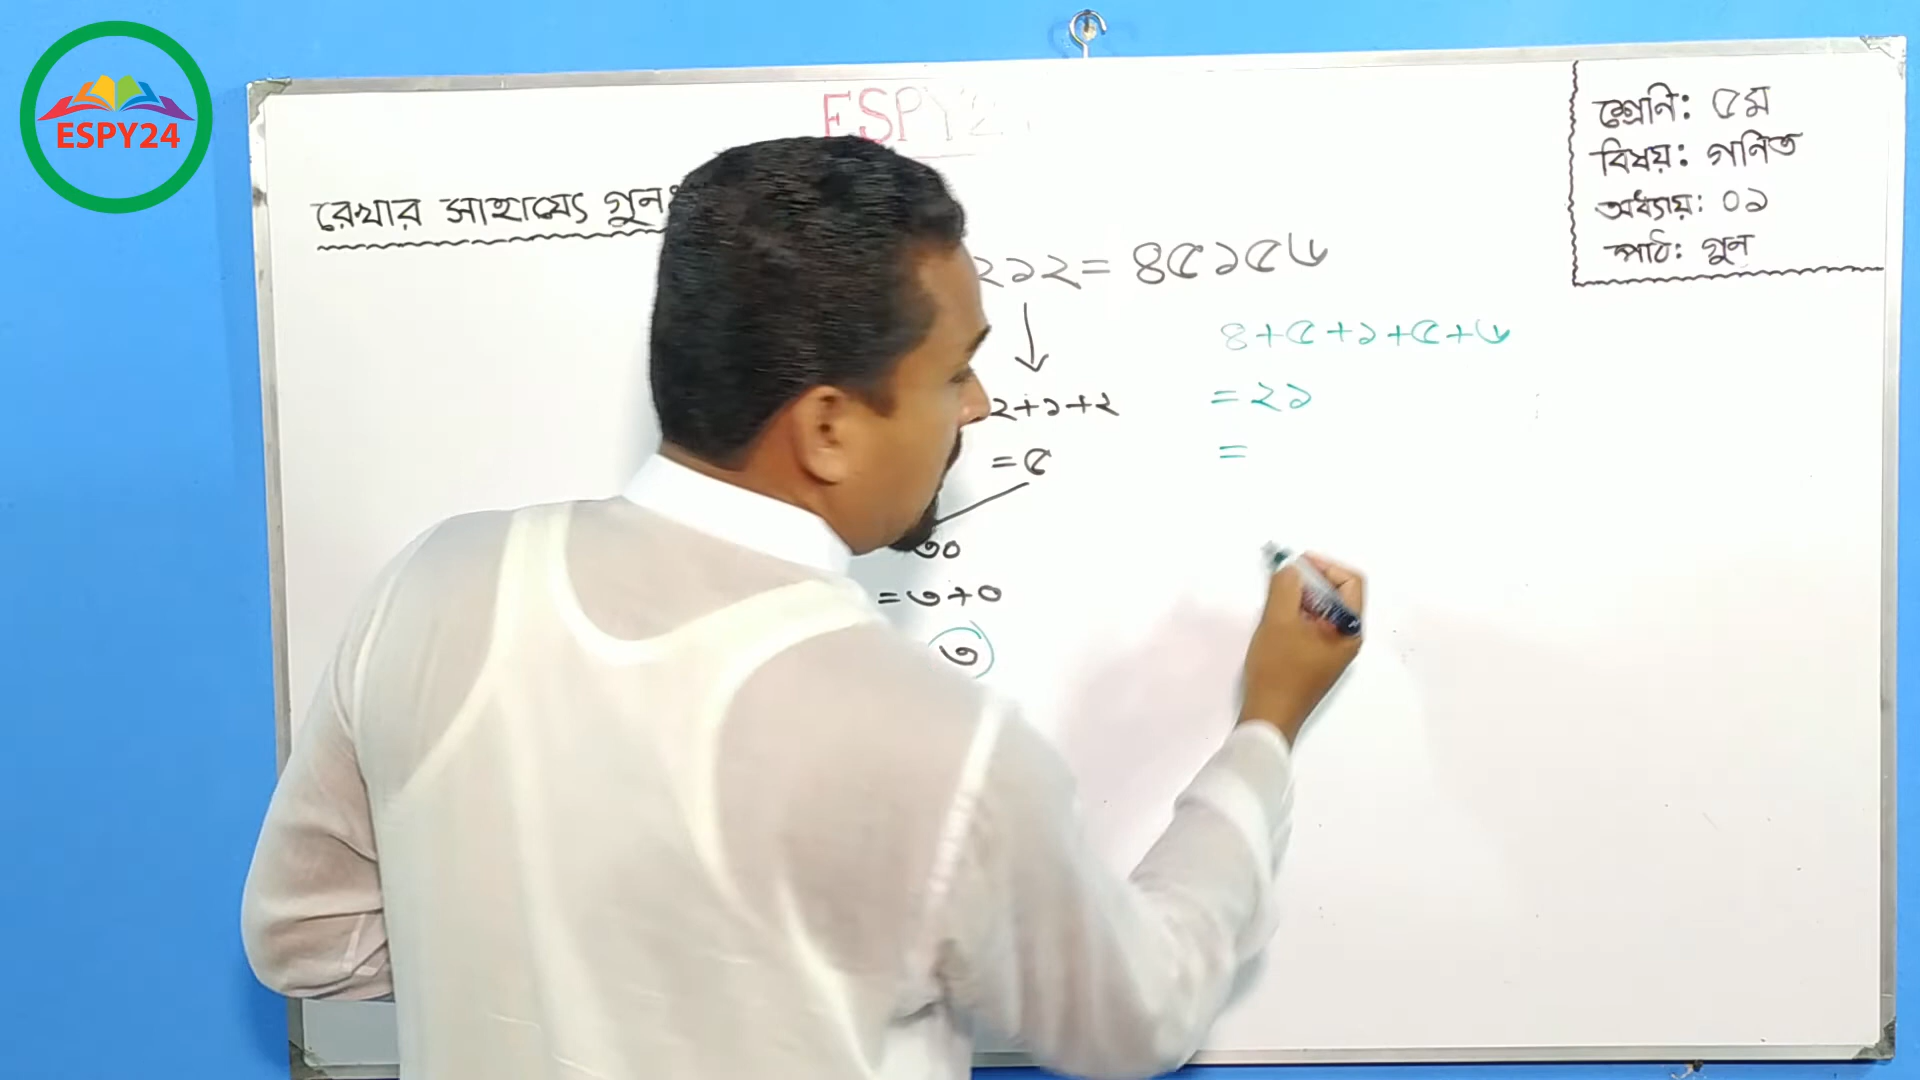 ESPY24
ESPY2
শ্রেণি: ৫ম
বিষয়: গনিত
অধ্যায়: ০১
পাঠ: গুন
রেখার সাহায্যে গুন:
২১২ = ৪৫১৫৬
৪+৫+১+৫+৬
২+১+২
= ২১
= ৫
=
৩০
= ৩+০
৩